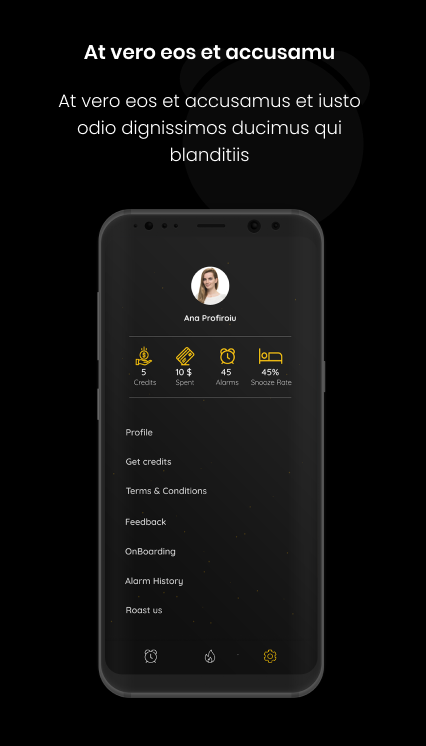 At vero eos et accusamu
At vero eos et accusamus et iusto
odio dignissimos ducimus qui
blanditiis
Ana Profiroiu
5 10 $ 45 45%
Credits Spent Alarms Snooze Rate
Profile
Get credits
Terms & Conditions
Feedback
OnBoarding
Alarm History
Roast us